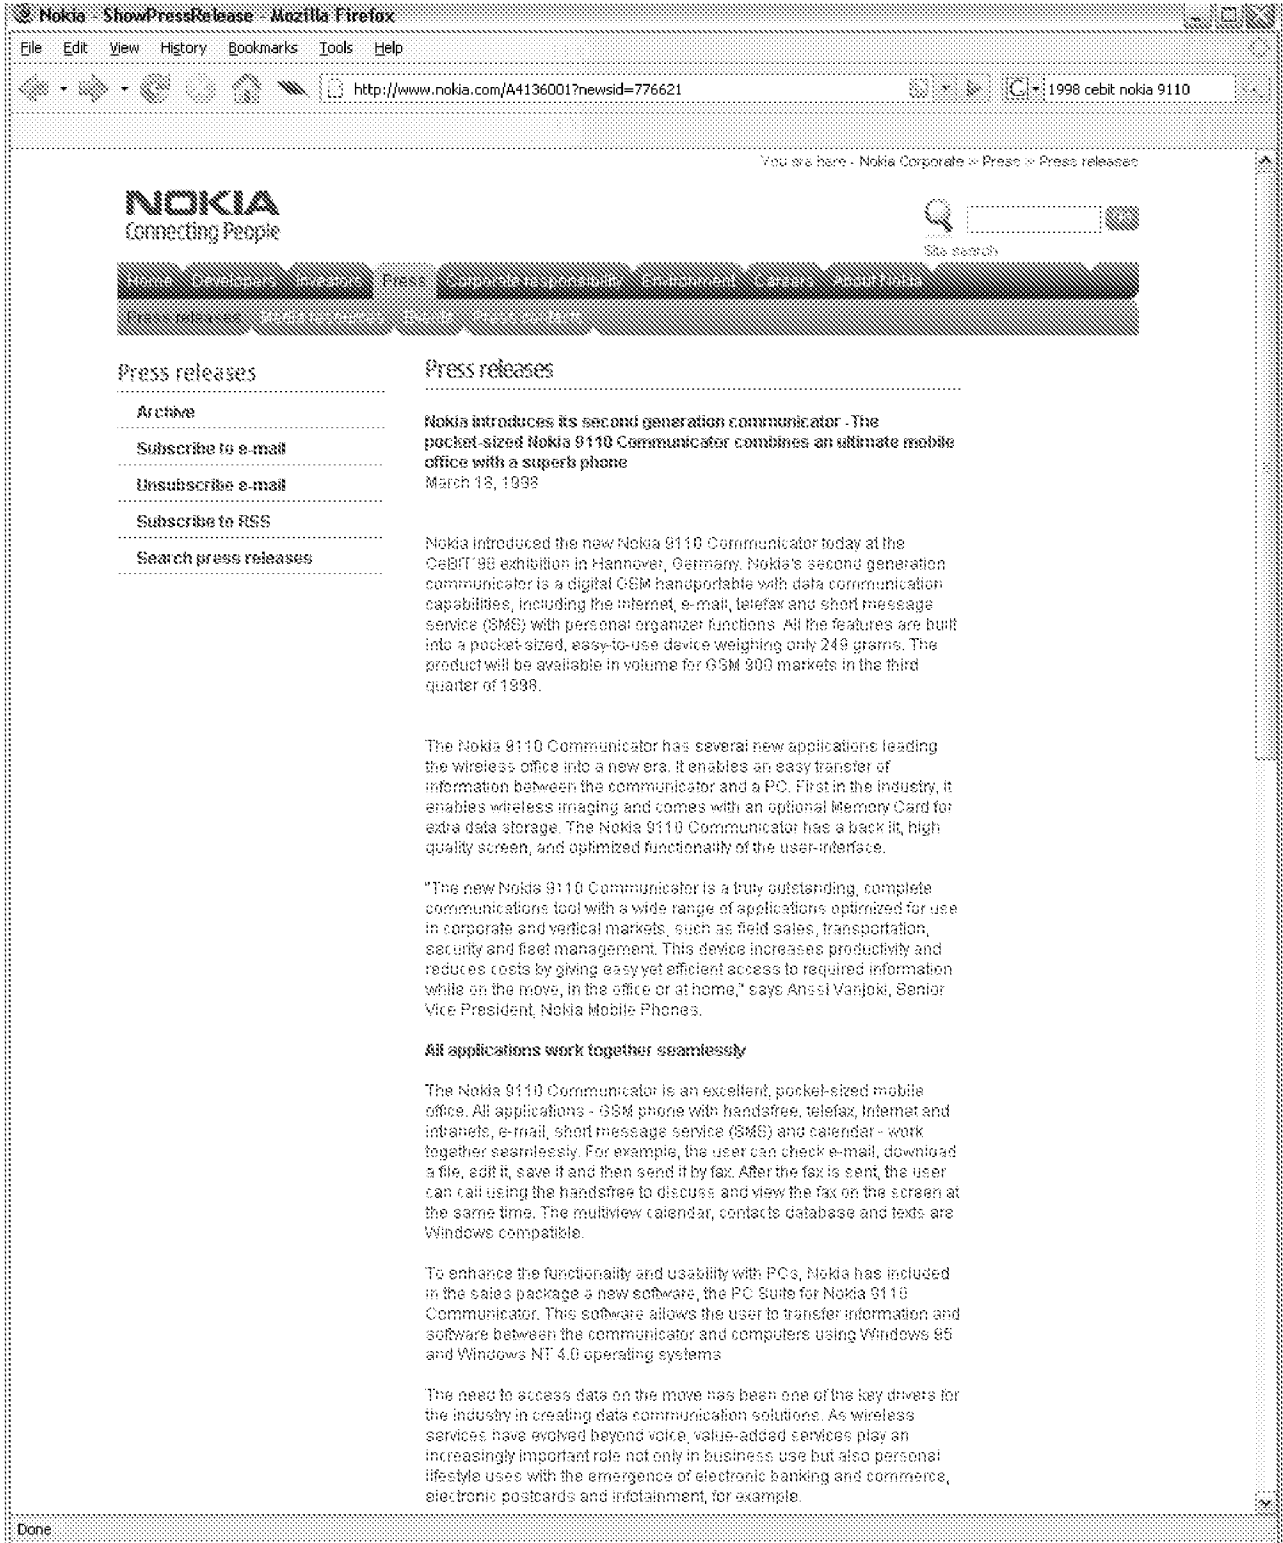 Nokia - ShowPressRelease - Mozilla Firefox
File Edit View History Bookmarks Tools Help
http://www.nokia.com/A4136001?newsid=776621
1998 cebit nokia 9110
You are here - Nokia Corporate > Press > Press releases
NOKIA
Connecting People
Site search
Home Developers Investors Press Corporate responsibility Environment Careers About Nokia
Press releases
Press releases
Archive
Subscribe to e-mail
Unsubscribe e-mail
Subscribe to RSS
Search press releases
Press releases
Nokia introduces its second generation communicator -The
pocket-sized Nokia 9110 Communicator combines an ultimate mobile
office with a superb phone
March 18, 1998
Nokia introduced the new Nokia 9110 Communicator today at the
CeBIT'98 exhibition in Hannover, Germany. Nokia's second generation
communicator is a digital GSM handportable with data communication
capabilities, including the Internet, e-mail, telefax and short message
service (SMS) with personal organizer functions. All the features are built
into a pocket-sized, easy-to-use device weighing only 249 grams. The
product will be available in volume for GSM 900 markets in the third
quarter of 1998.
The Nokia 9110 Communicator has several new applications leading
the wireless office into a new era. It enables an easy transfer of
information between the communicator and a PC. First in the industry, it
enables wireless imaging and comes with an optional Memory Card for
extra data storage. The Nokia 9110 Communicator has a back lit, high
quality screen, and optimized functionality of the user-interface.
"The new Nokia 9110 Communicator is a truly outstanding, complete
communications tool with a wide range of applications optimized for use
in corporate and vertical markets, such as field sales, transportation,
security and fleet management. This device increases productivity and
reduces costs by giving easy yet efficient access to required information
while on the move, in the office or at home," says Anssi Vanjoki, Senior
Vice President, Nokia Mobile Phones.
All applications work together seamlessly
The Nokia 9110 Communicator is an excellent, pocket-sized mobile
office. All applications - GSM phone with handsfree, telefax, Internet and
intranets, e-mail, short message service (SMS) and calendar - work
together seamlessly. For example, the user can check e-mail, download
a file, edit it, save it and then send it by fax. After the fax is sent, the user
can call using the handsfree to discuss and view the fax on the screen at
the same time. The multiview calendar, contacts database and texts are
Windows compatible.
To enhance the functionality and usability with PCs, Nokia has included
in the sales package a new software, the PC Suite for Nokia 9110
Communicator. This software allows the user to transfer information and
software between the communicator and computers using Windows 95
and Windows NT 4.0 operating systems
The need to access data on the move has been one of the key drivers for
the industry in creating data communication solutions. As wireless
services have evolved beyond voice, value-added services play an
increasingly important role not only in business use but also personal
lifestyle uses with the emergence of electronic banking and commerce,
electronic postcards and infotainment, for example.
Done